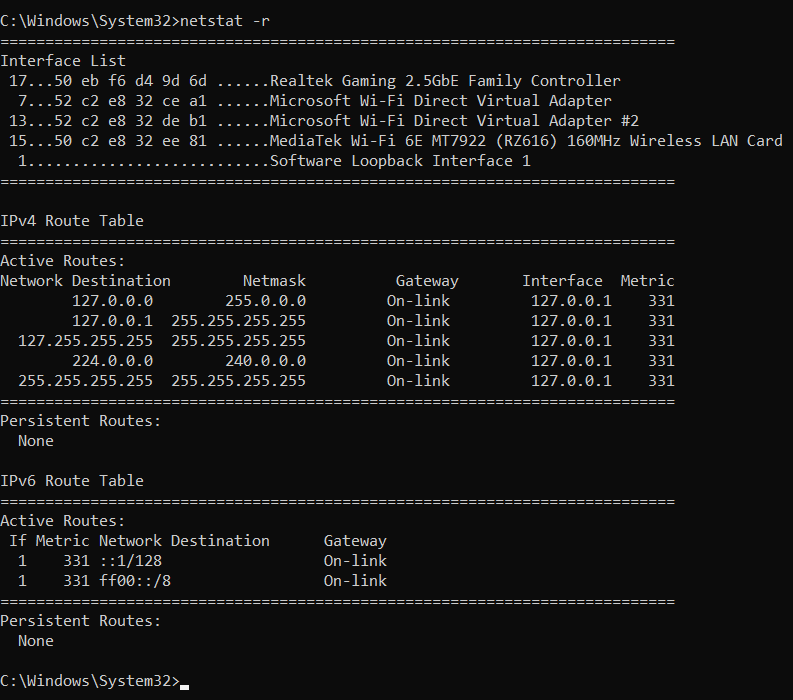 C:\Windows\System32>netstat -r
===========================================================================
Interface List
 17...50 eb f6 d4 9d 6d ......Realtek Gaming 2.5GbE Family Controller
  7...52 c2 e8 32 ce a1 ......Microsoft Wi-Fi Direct Virtual Adapter
 13...52 c2 e8 32 de b1 ......Microsoft Wi-Fi Direct Virtual Adapter #2
 15...50 c2 e8 32 ee 81 ......MediaTek Wi-Fi 6E MT7922 (RZ616) 160MHz Wireless LAN Card
  1...........................Software Loopback Interface 1
===========================================================================

IPv4 Route Table
===========================================================================
Active Routes:
Network Destination        Netmask          Gateway       Interface  Metric
        127.0.0.0        255.0.0.0         On-link         127.0.0.1    331
        127.0.0.1  255.255.255.255         On-link         127.0.0.1    331
  127.255.255.255  255.255.255.255         On-link         127.0.0.1    331
        224.0.0.0        240.0.0.0         On-link         127.0.0.1    331
  255.255.255.255  255.255.255.255         On-link         127.0.0.1    331
===========================================================================
Persistent Routes:
  None

IPv6 Route Table
===========================================================================
Active Routes:
 If Metric Network Destination      Gateway
  1    331 ::1/128                  On-link
  1    331 ff00::/8                 On-link
===========================================================================
Persistent Routes:
  None

C:\Windows\System32>